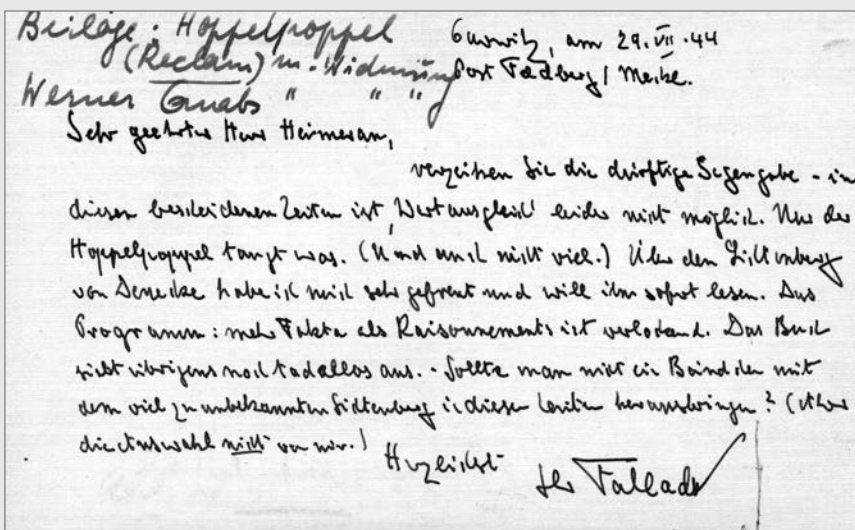 Beilage: Hoppelpoppel
(Reclam) m. Widmung
Werner Quabs " " "
Carwitz, am 29.VII.44
Post Feldberg / Meckl.
Sehr geehrter Herr Heimeran,
verzeihen Sie die dürftige Gegengabe - in
diesen bescheidenen Zeiten ist 'Wertausgleich' leider nicht möglich. Nur der
Hoppelpoppel taugt was. (Und auch nicht viel.) Über den Lichtenberg
von Denecke habe ich mich sehr gefreut und will ihn sofort lesen. Das
Programm: mehr Fakta als Raisonnements ist verlockend. Das Buch
sieht übrigens noch tadellos aus. - Sollte man nicht ein Bändchen mit
dem viel zu unbekannten Lichtenberg in diesen Zeiten herausbringen? (Aber
die Auswahl nicht von mir.)
Herzlichst
Ihr Fallada